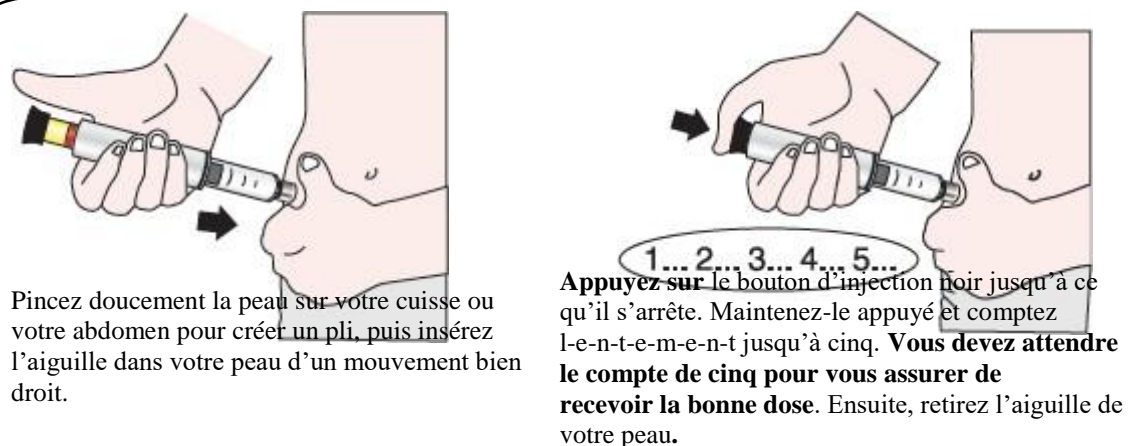 Pincez doucement la peau sur votre cuisse ou
votre abdomen pour créer un pli, puis insérez
l’aiguille dans votre peau d’un mouvement bien
droit.
1... 2... 3... 4... 5...
Appuyez sur le bouton d’injection noir jusqu’à ce
qu’il s’arrête. Maintenez-le appuyé et comptez
l-e-n-t-e-m-e-n-t jusqu’à cinq. Vous devez attendre
le compte de cinq pour vous assurer de
recevoir la bonne dose. Ensuite, retirez l’aiguille de
votre peau.